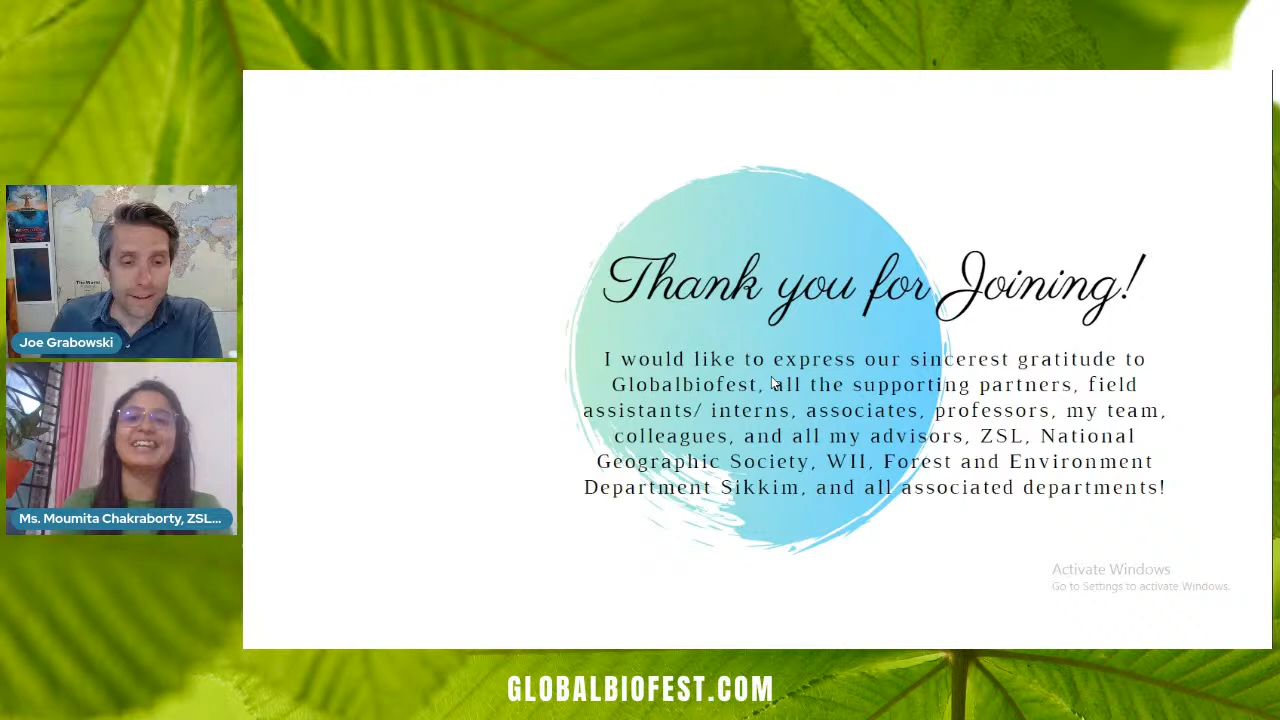 Joe Grabowski
Ms. Moumita Chakraborty, ZSL...
Thank you for Joining!
I would like to express our sincerest gratitude to
Globalbiofest, all the supporting partners, field
assistants/ interns, associates, professors, my team,
colleagues, and all my advisors, ZSL, National
Geographic Society, WII, Forest and Environment
Department Sikkim, and all associated departments!
Activate Windows
Go to Settings to activate Windows.
GLOBALBIOFEST.COM